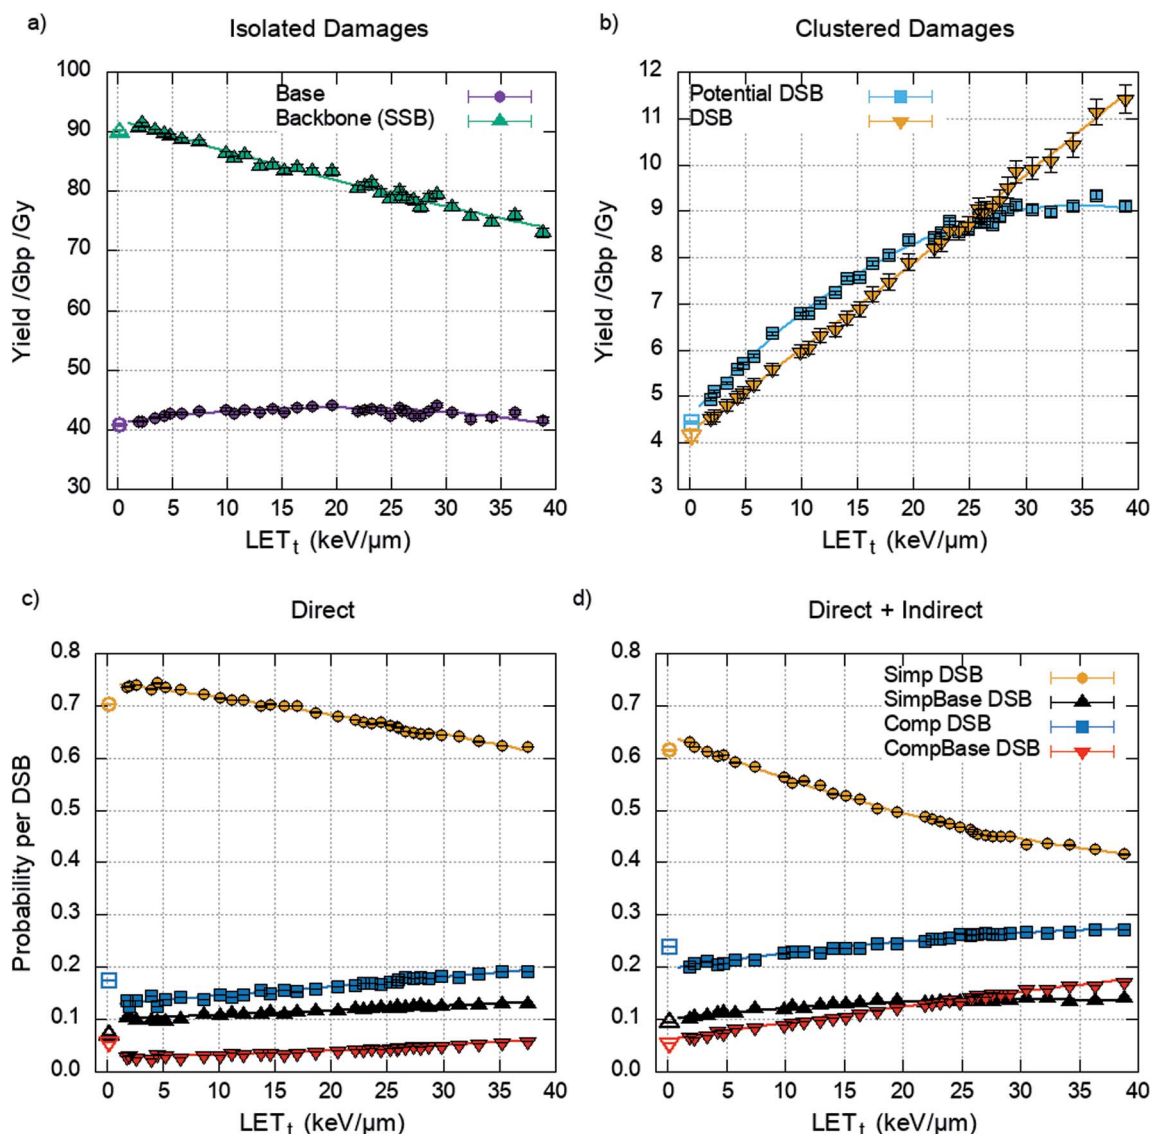 a) Isolated Damages
b) Clustered Damages
Yield /Gbp /Gy
100
90
80
70
60
50
40
30
Base
Backbone (SSB)
0 5 10 15 20 25 30 35 40
LETt (keV/μm)
Yield /Gbp /Gy
12
11
10
9
8
7
6
5
4
3
Potential DSB
DSB
0 5 10 15 20 25 30 35 40
LETt (keV/μm)
c) Direct
d) Direct + Indirect
Probability per DSB
0.8
0.7
0.6
0.5
0.4
0.3
0.2
0.1
0.0
0 5 10 15 20 25 30 35 40
LETt (keV/μm)
0.8
0.7
0.6
0.5
0.4
0.3
0.2
0.1
0.0
Simp DSB
SimpBase DSB
Comp DSB
CompBase DSB
0 5 10 15 20 25 30 35 40
LETt (keV/μm)